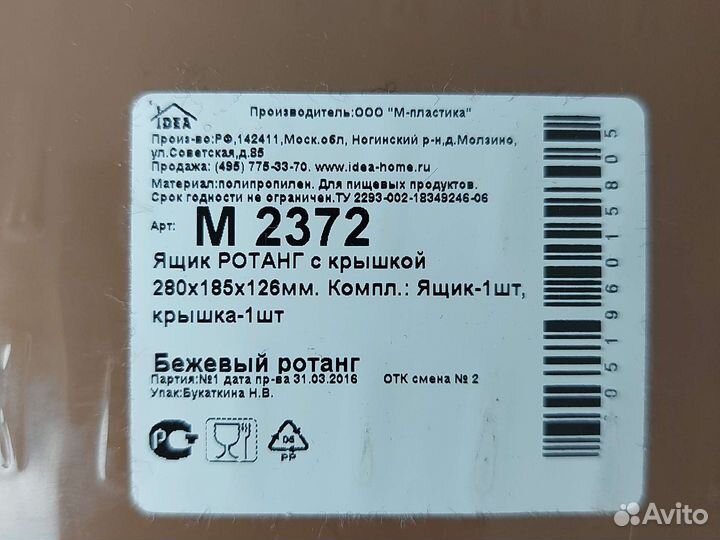 IDEA
Производитель:ООО "М-пластика"
Произ-во:РФ,142411,Моск.обл, Ногинский р-н,д.Молзино,
ул.Советская,д.85
Продажа: (495) 775-33-70. www.idea-home.ru
Материал:полипропилен. Для пищевых продуктов.
Срок годности не ограничен.ТУ 2293-002-18349246-06
Арт: М 2372
Ящик РОТАНГ с крышкой
280х185х126мм. Компл.: Ящик-1шт,
крышка-1шт
Бежевый ротанг
Партия:№1 дата пр-ва 31.03.2016 ОТК смена № 2
Упак:Букаткина Н.В.
РСТ
PP
Avito